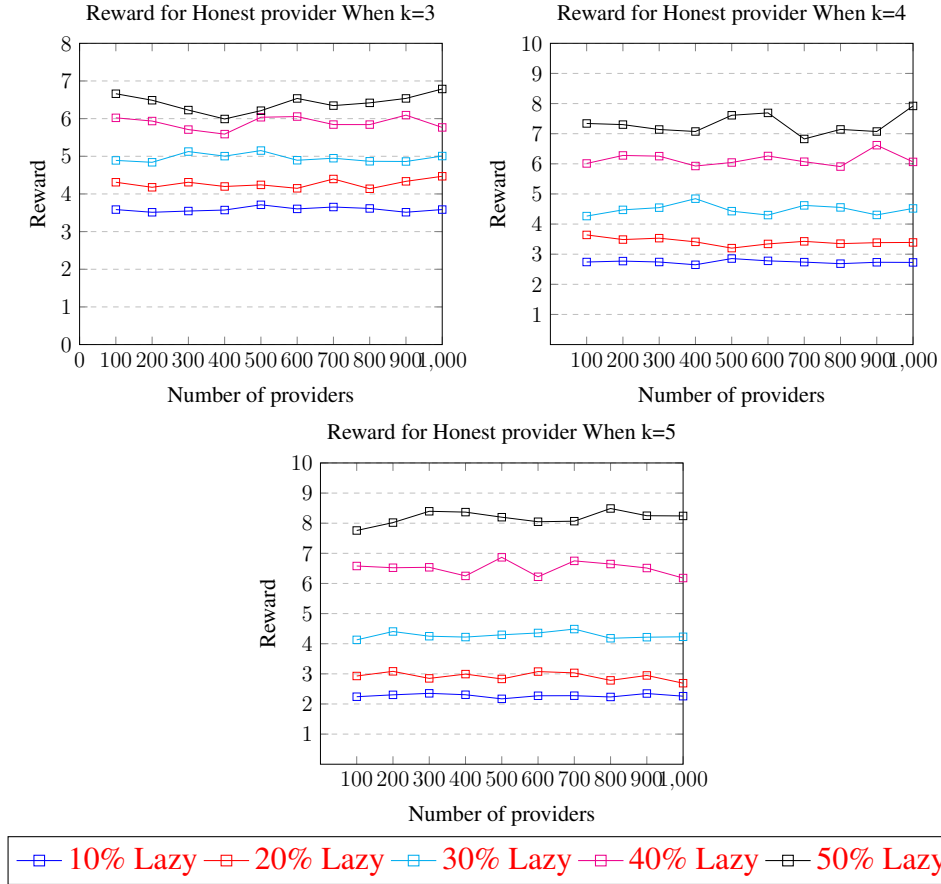 Reward for Honest provider When k=3
8
7
6
5
4
3
2
1
0
Reward
0 100 200 300 400 500 600 700 800 900 1,000
Number of providers
Reward for Honest provider When k=4
10
9
8
7
6
5
4
3
2
1
Reward
100 200 300 400 500 600 700 800 900 1,000
Number of providers
Reward for Honest provider When k=5
10
9
8
7
6
5
4
3
2
1
Reward
100 200 300 400 500 600 700 800 900 1,000
Number of providers
10% Lazy 20% Lazy 30% Lazy 40% Lazy 50% Lazy